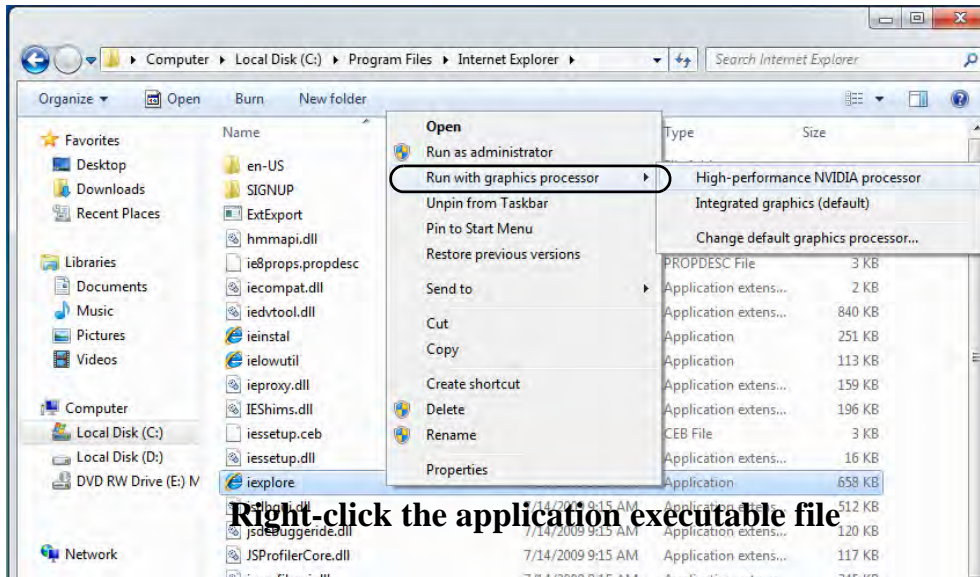 Computer ▸ Local Disk (C:) ▸ Program Files ▸ Internet Explorer ▸
Search Internet Explorer
Organize
Open
Burn
New folder
Favorites
Desktop
Downloads
Recent Places
Libraries
Documents
Music
Pictures
Videos
Computer
Local Disk (C:)
Local Disk (D:)
DVD RW Drive (E:) M
Network
Name
Type
Size
en-US
SIGNUP
ExtExport
hmmapi.dll
ie8props.propdesc
PROPDESC File 3 KB
iecompat.dll
Application extens... 2 KB
iedvtool.dll
Application extens... 840 KB
ieinstal
Application 251 KB
ielowutil
Application 113 KB
ieproxy.dll
Application extens... 159 KB
IEShims.dll
Application extens... 196 KB
iessetup.ceb
CEB File 3 KB
iessetup.dll
Application extens... 16 KB
iexplore
Application 658 KB
7/14/2009 9:15 AM Application extens... 512 KB
jsdebuggeride.dll 7/14/2009 9:15 AM Application extens... 120 KB
JSProfilerCore.dll 7/14/2009 9:15 AM Application extens... 117 KB
Open
Run as administrator
Run with graphics processor
Unpin from Taskbar
Pin to Start Menu
Restore previous versions
Send to
Cut
Copy
Create shortcut
Delete
Rename
Properties
High-performance NVIDIA processor
Integrated graphics (default)
Change default graphics processor...
Right-click the application executable file